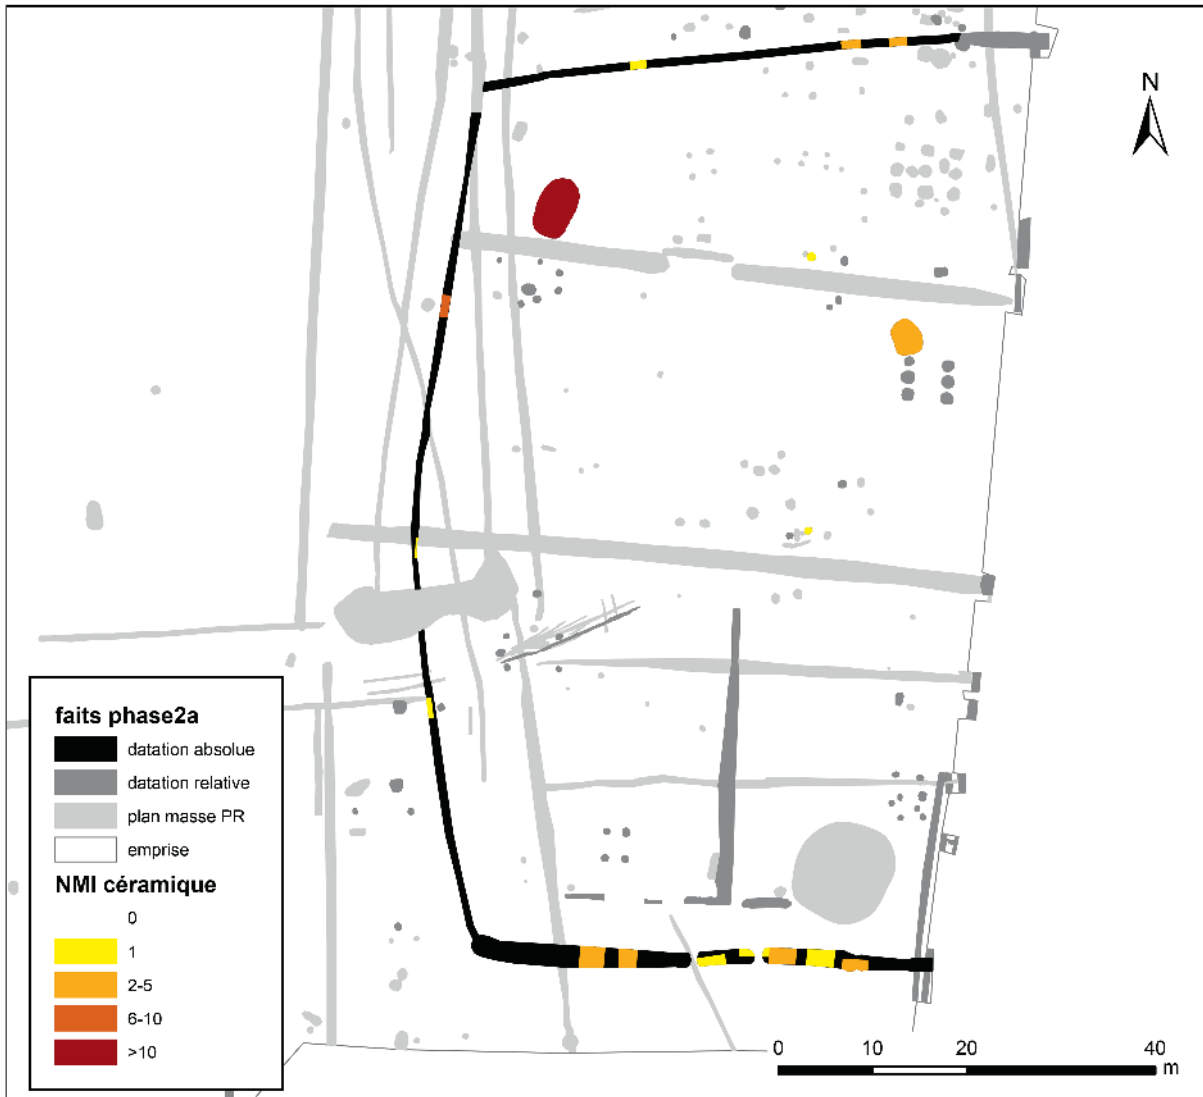 N
faits phase2a
datation absolue
datation relative
plan masse PR
emprise
NMI céramique
0
1
2-5
6-10
>10
0 10 20 40
m